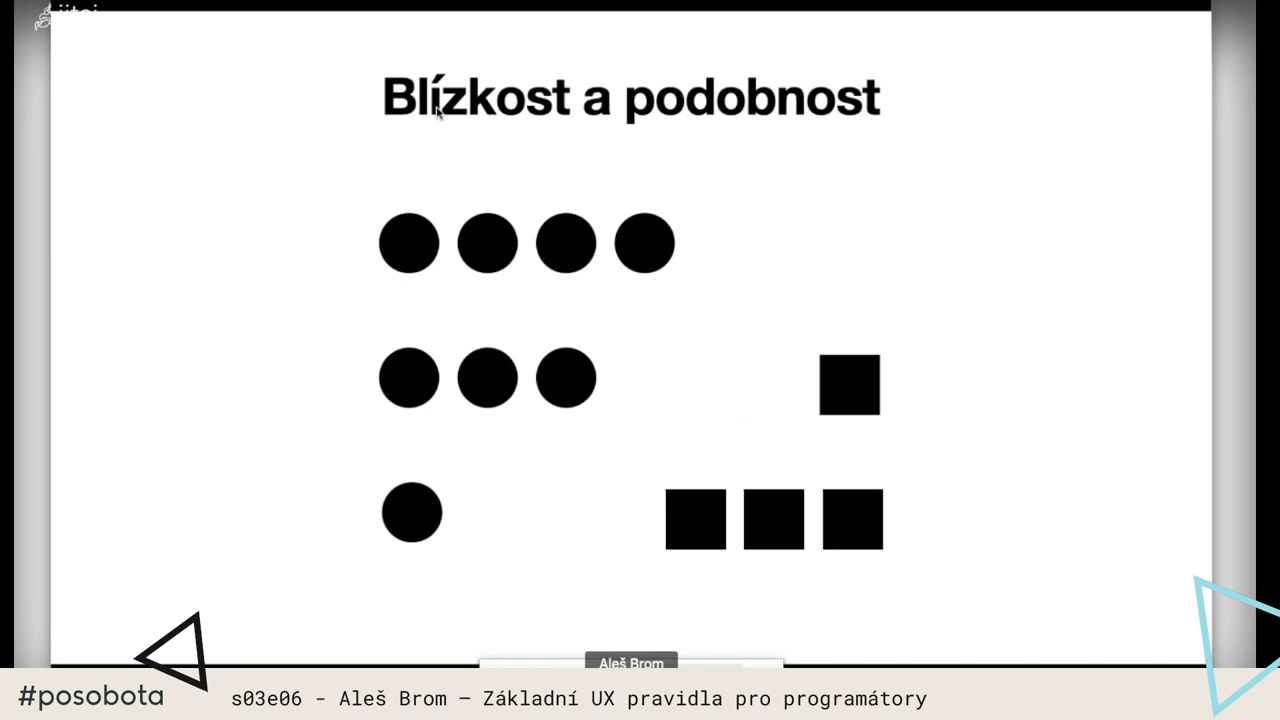 Blízkost a podobnost
Aleš Brom
#posobota
s03e06 - Aleš Brom – Základní UX pravidla pro programátory